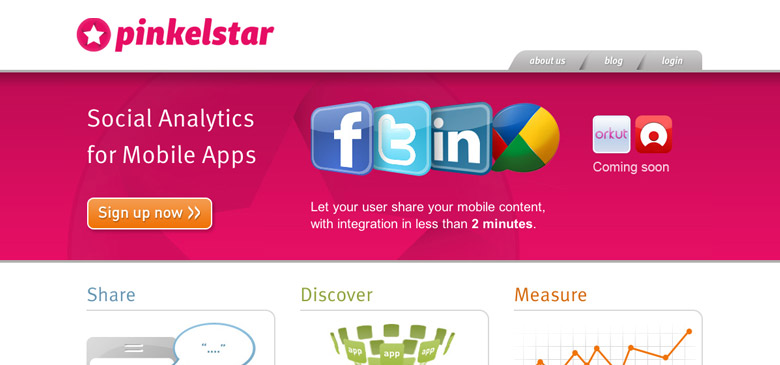 pinkelstar
about us
blog
login
Social Analytics
for Mobile Apps
f
t
in
orkut
Coming soon
Sign up now »
Let your user share your mobile content,
with integration in less than 2 minutes.
Share
Discover
Measure
"...."
app
app
app